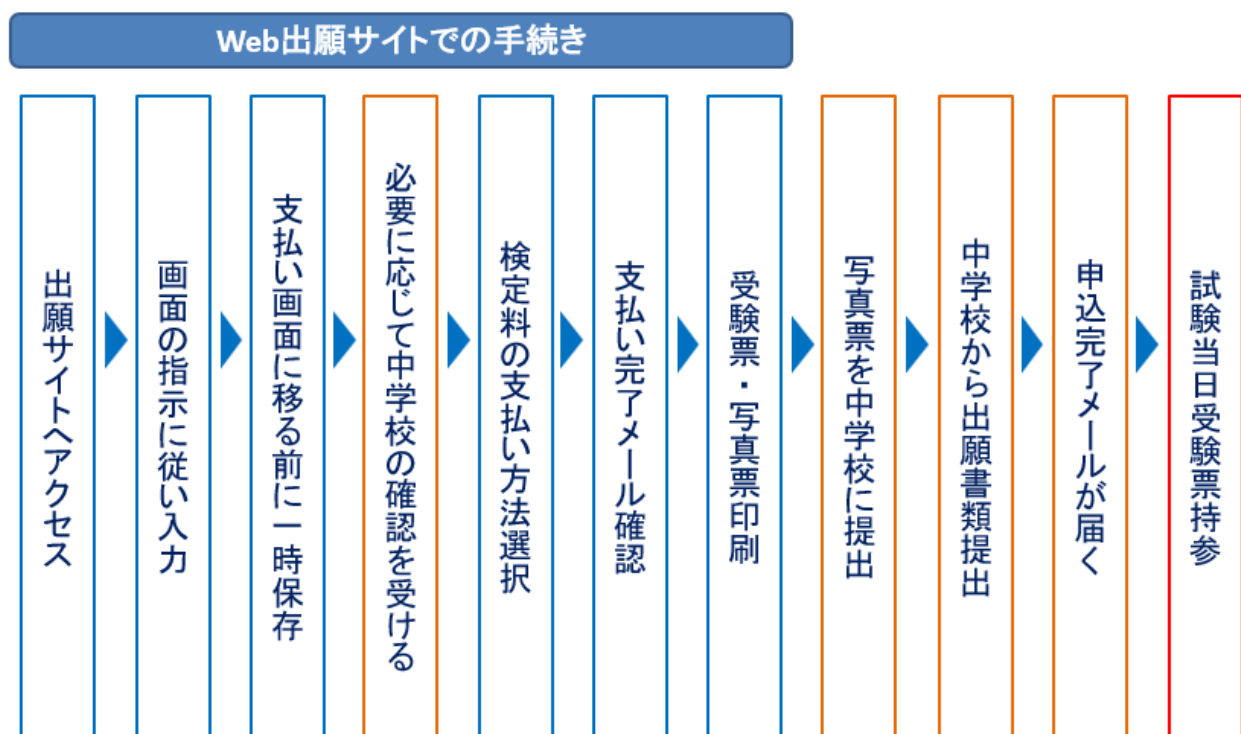 Web出願サイトでの手続き
出願サイトへアクセス
画面の指示に従い入力
支払い画面に移る前に一時保存
必要に応じて中学校の確認を受ける
検定料の支払い方法選択
支払い完了メール確認
受験票・写真票印刷
写真票を中学校に提出
中学校から出願書類提出
申込完了メールが届く
試験当日受験票持参